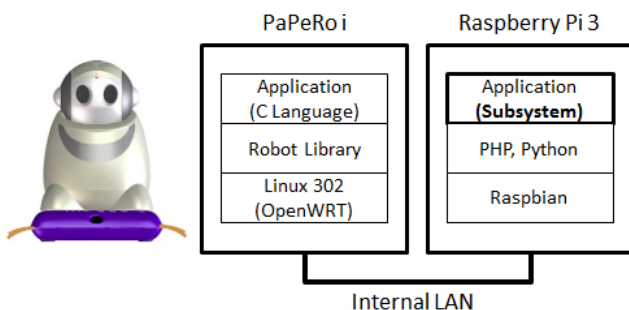 PaPeRo i
Application
(C Language)
Robot Library
Linux 302
(OpenWRT)
Raspberry Pi 3
Application
(Subsystem)
PHP, Python
Raspbian
Internal LAN